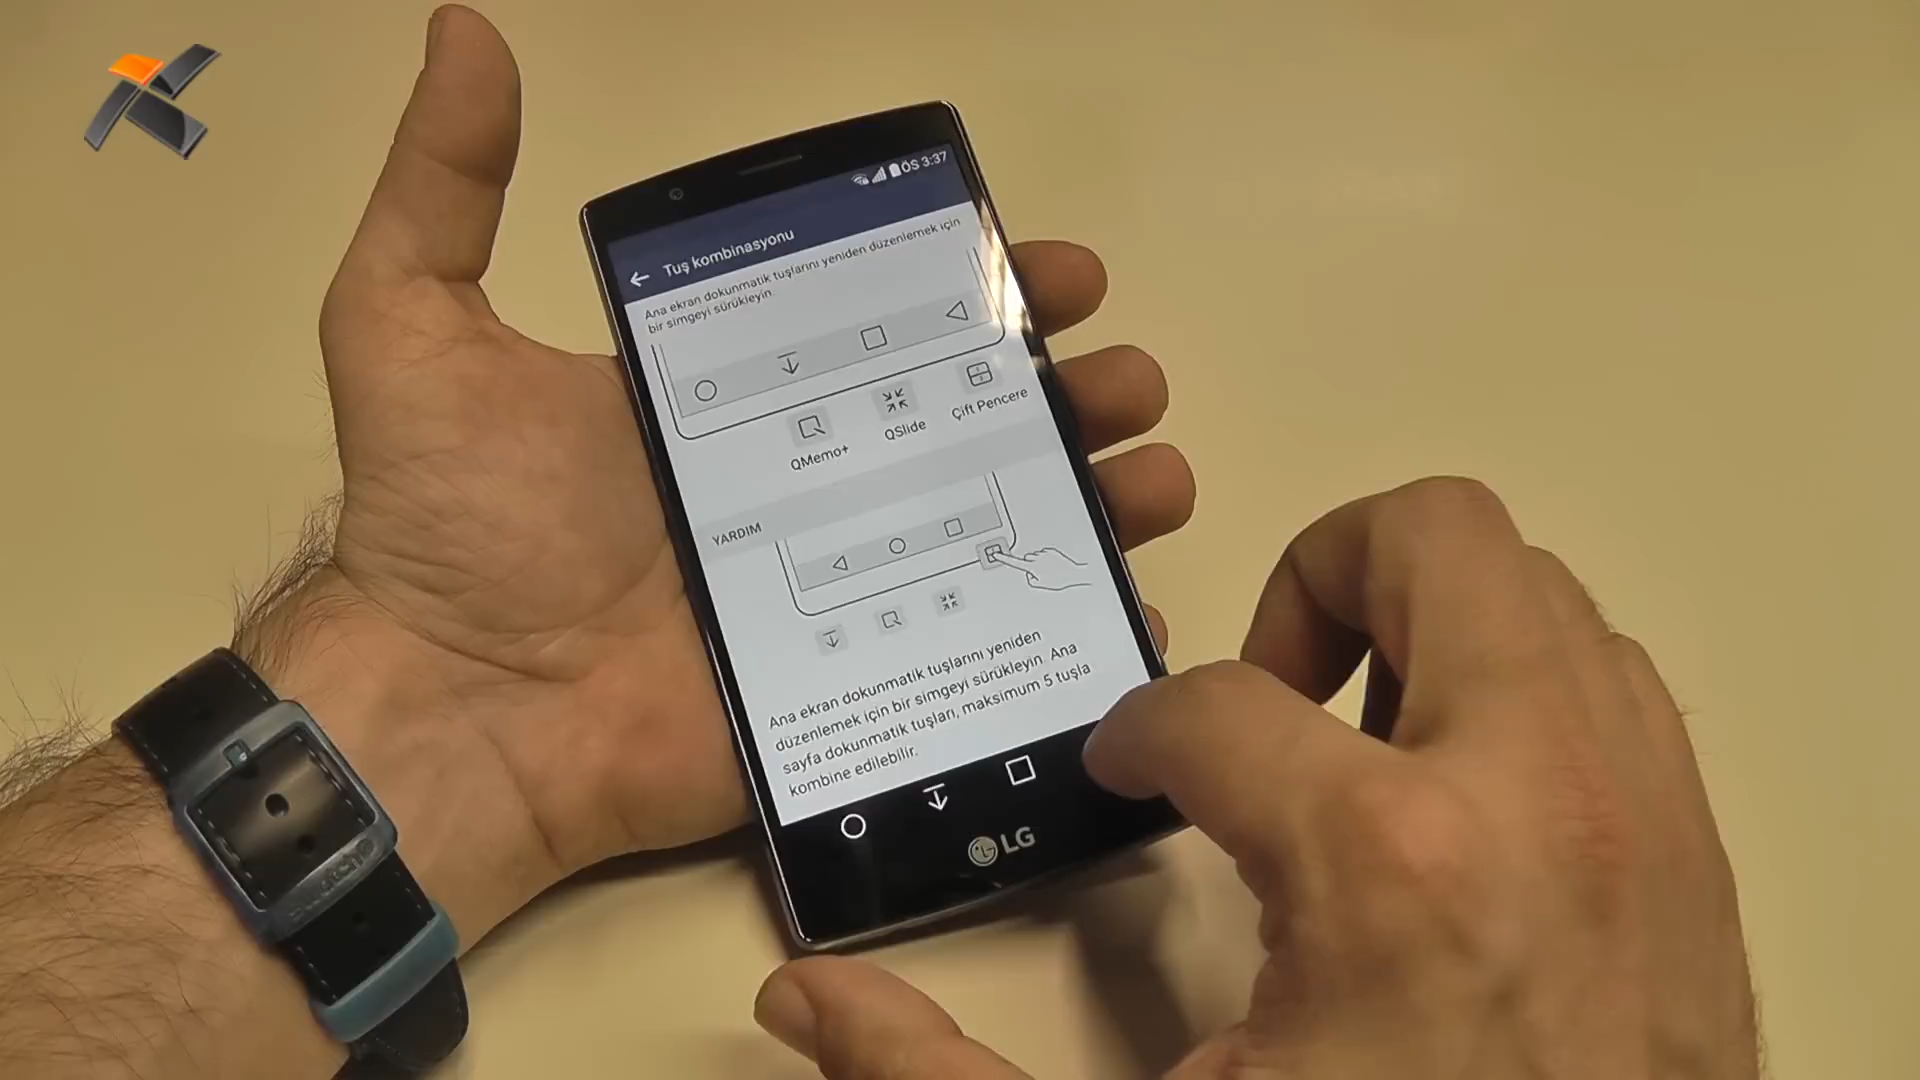 ÖS 3:37
Tuş kombinasyonu
Ana ekran dokunmatik tuşlarını yeniden düzenlemek için
bir simgeyi sürükleyin.
QMemo+
QSlide
Çift Pencere
YARDIM
Ana ekran dokunmatik tuşlarını yeniden
düzenlemek için bir simgeyi sürükleyin. Ana
sayfa dokunmatik tuşları, maksimum 5 tuşla
kombine edilebilir.
LG